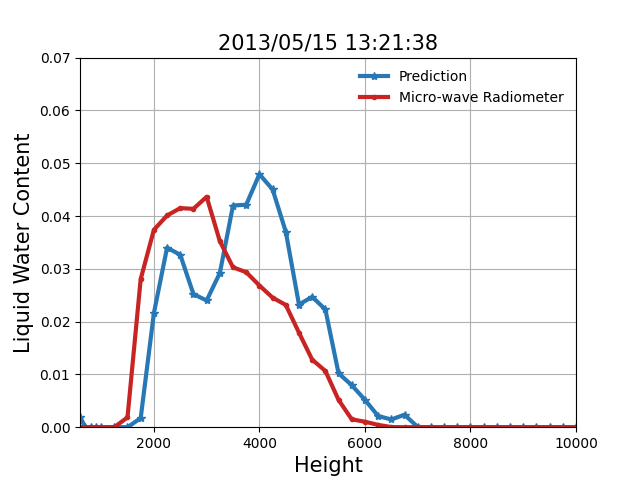 2013/05/15 13:21:38
0.07
0.06
0.05
0.04
0.03
0.02
0.01
0.00
Liquid Water Content
Prediction
Micro-wave Radiometer
2000 4000 6000 8000 10000
Height